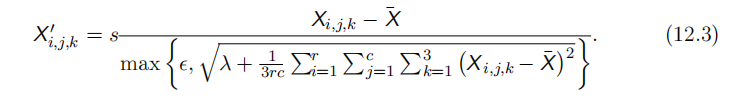 $X'_{i,j,k} = s\frac{X_{i,j,k} - \bar{X}}{\max\left\{\epsilon, \sqrt{\lambda + \frac{1}{3rc}\sum_{i=1}^{r}\sum_{j=1}^{c}\sum_{k=1}^{3}\left(X_{i,j,k} - \bar{X}\right)^2}\right\}}.$ (12.3)